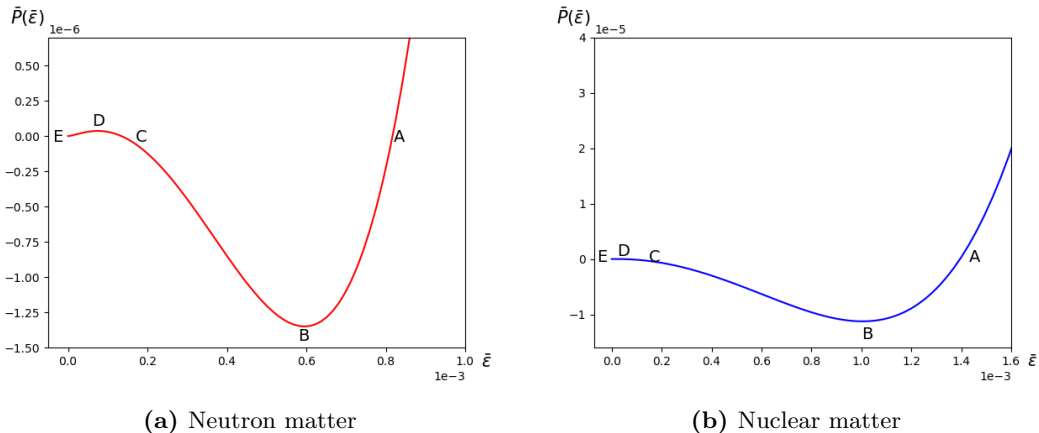 P̄(ε̄)
1e−6
0.50
0.25
0.00
−0.25
−0.50
−0.75
−1.00
−1.25
−1.50
E
D
C
A
B
0.0 0.2 0.4 0.6 0.8 1.0
1e−3
ε̄
(a) Neutron matter
P̄(ε̄)
1e−5
4
3
2
1
0
−1
E
D
C
A
B
0.0 0.2 0.4 0.6 0.8 1.0 1.2 1.4 1.6
1e−3
ε̄
(b) Nuclear matter